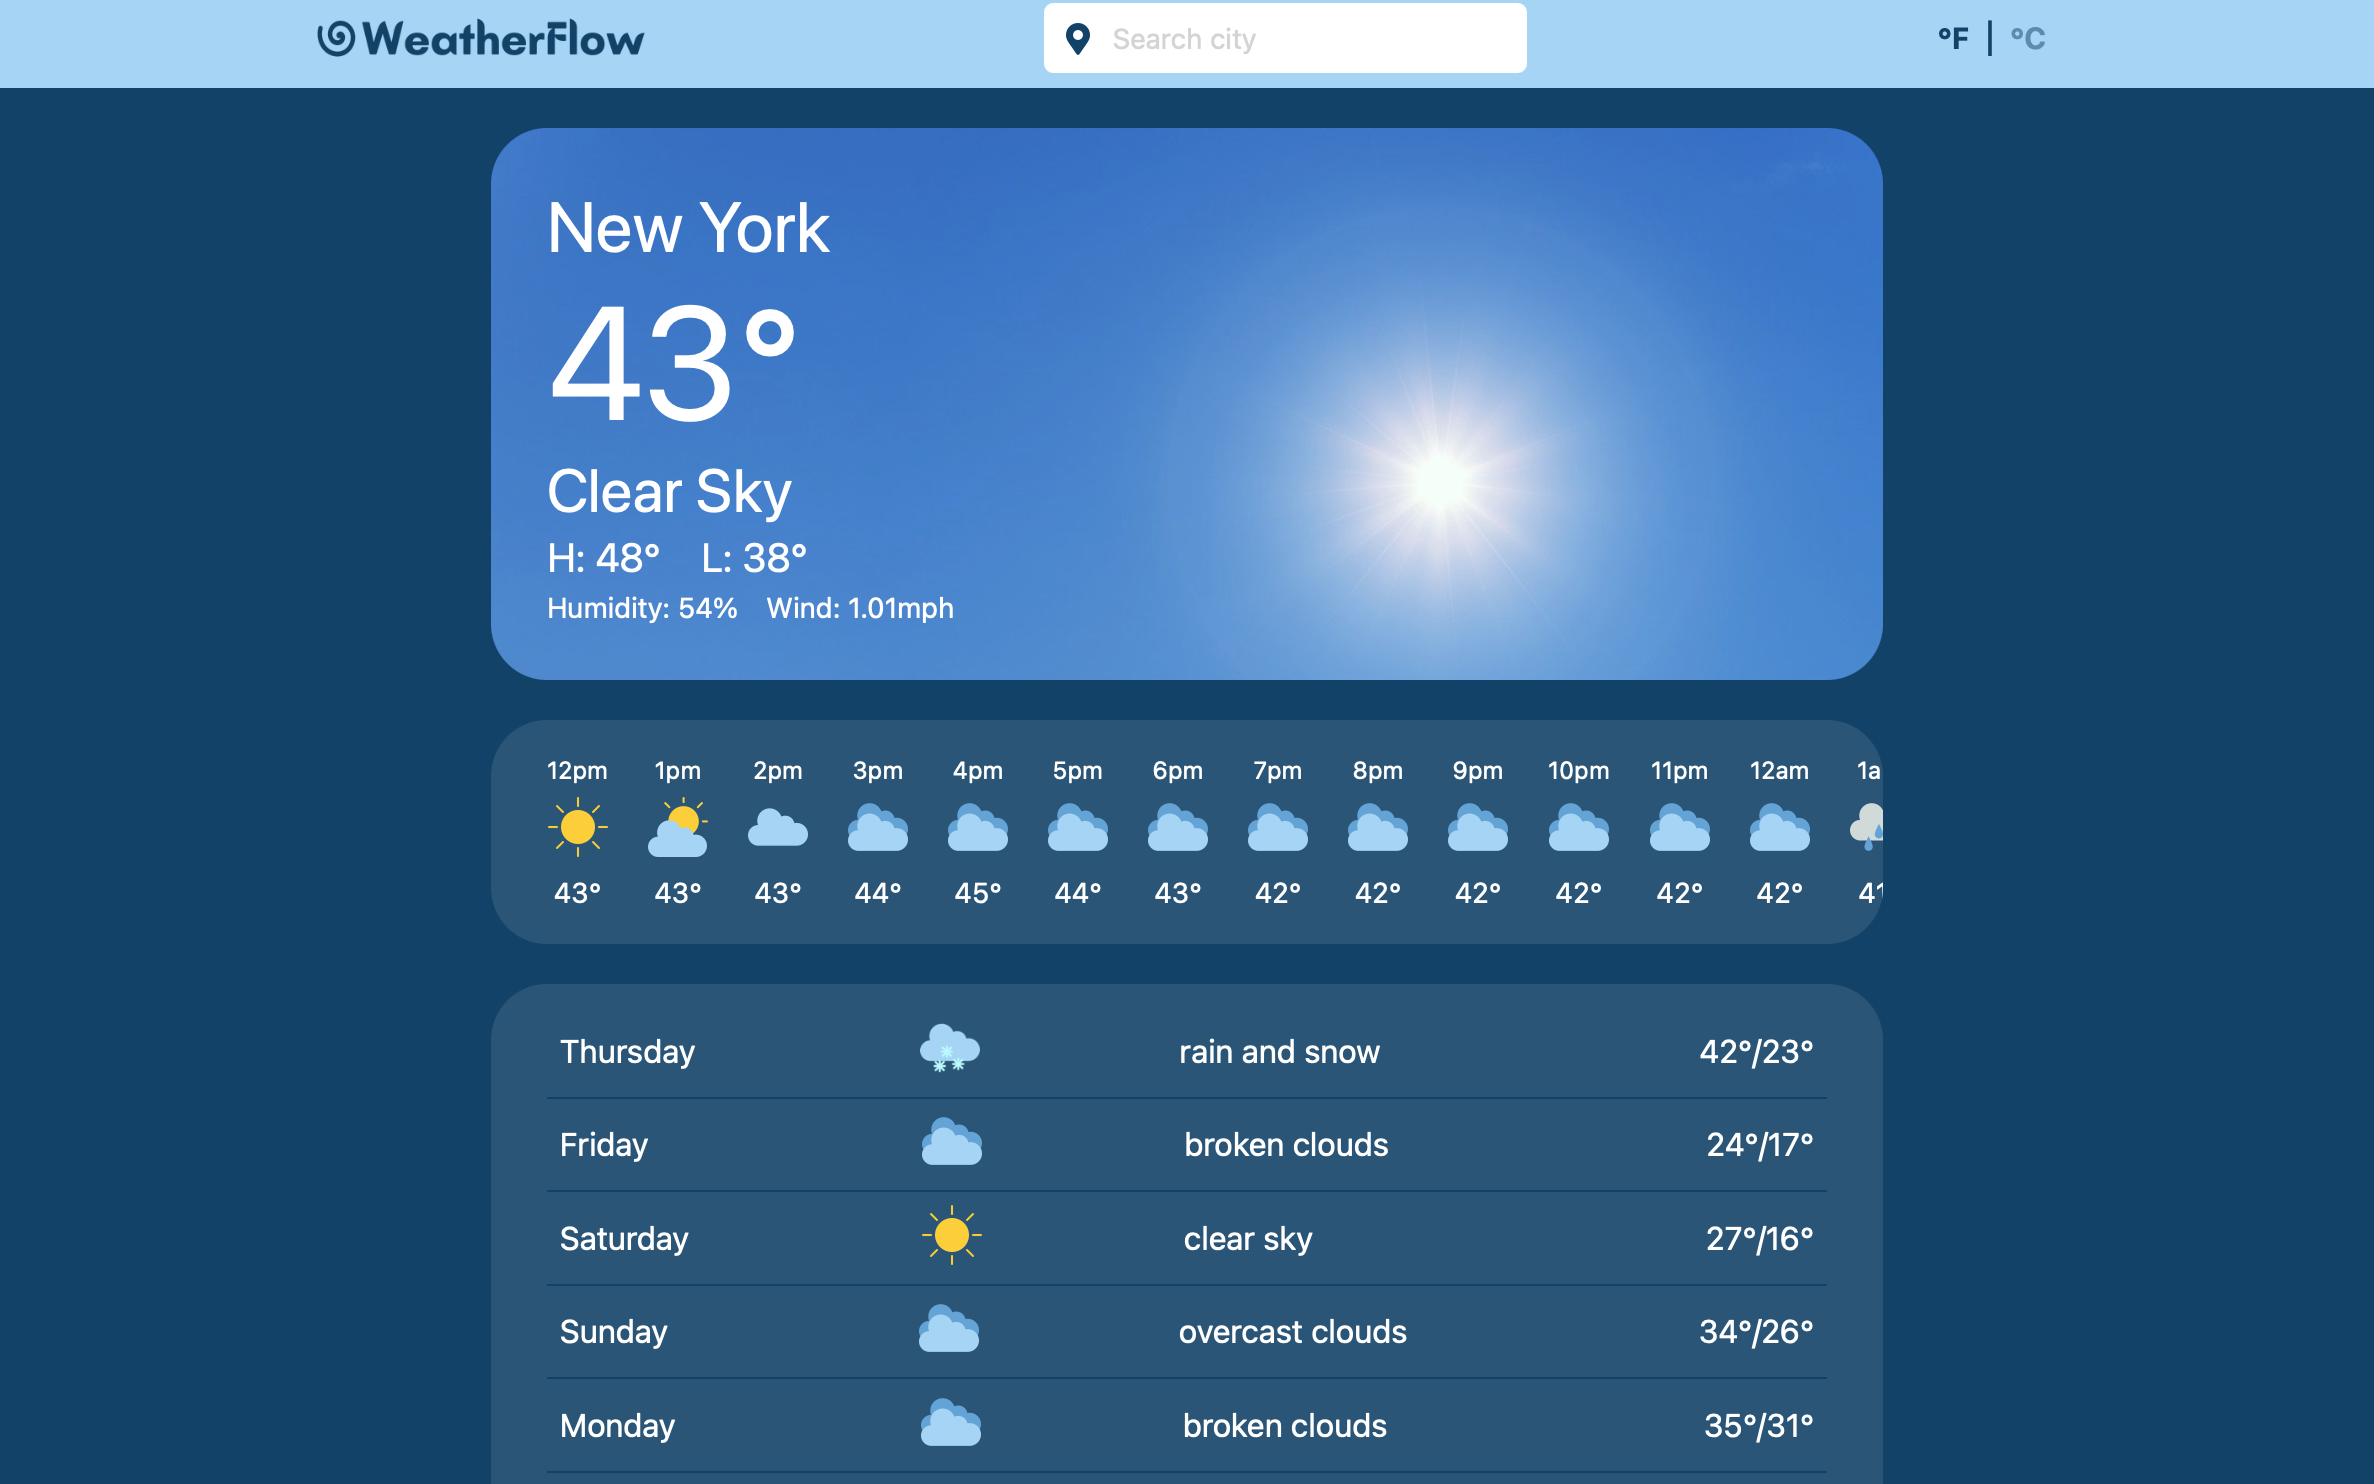 WeatherFlow
Search city
°F | °C
New York
43°
Clear Sky
H: 48° L: 38°
Humidity: 54% Wind: 1.01mph
12pm 1pm 2pm 3pm 4pm 5pm 6pm 7pm 8pm 9pm 10pm 11pm 12am 1a
43° 43° 43° 44° 45° 44° 43° 42° 42° 42° 42° 42° 42° 41
Thursday rain and snow 42°/23°
Friday broken clouds 24°/17°
Saturday clear sky 27°/16°
Sunday overcast clouds 34°/26°
Monday broken clouds 35°/31°